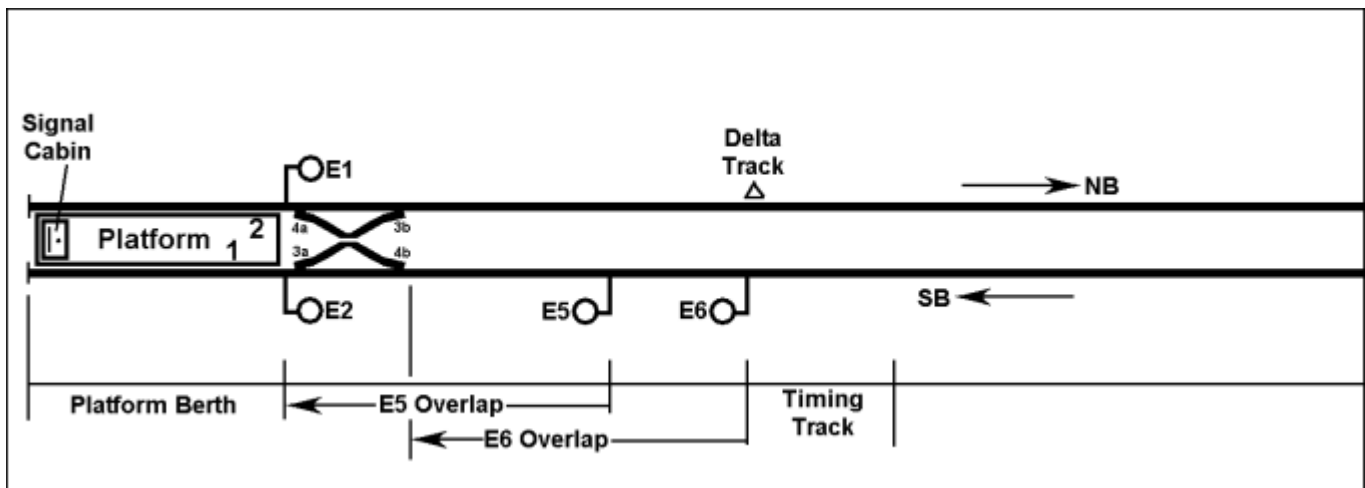 Signal
Cabin
E1
Delta
Track
NB
Platform
1
2
4a
3b
3a
4b
E2
E5
E6
SB
Platform Berth
E5 Overlap
Timing
Track
E6 Overlap